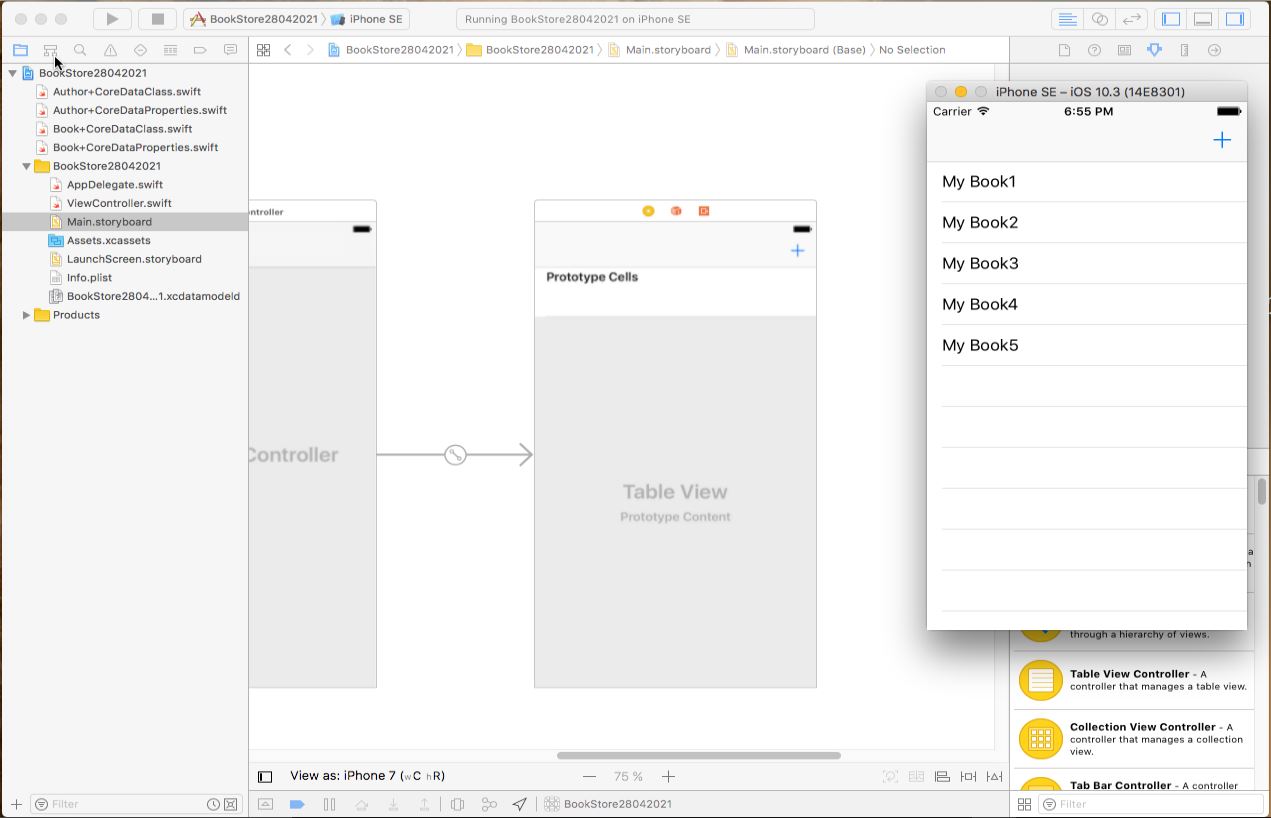 BookStore28042021 iPhone SE
Running BookStore28042021 on iPhone SE
BookStore28042021 BookStore28042021 Main.storyboard Main.storyboard (Base) No Selection
BookStore28042021
Author+CoreDataClass.swift
Author+CoreDataProperties.swift
Book+CoreDataClass.swift
Book+CoreDataProperties.swift
BookStore28042021
AppDelegate.swift
ViewController.swift
Main.storyboard
Assets.xcassets
LaunchScreen.storyboard
Info.plist
BookStore2804...1.xcdatamodeld
Products
Filter
ntroller
Controller
Prototype Cells
Table View
Prototype Content
View as: iPhone 7 (wC hR)
75 %
BookStore28042021
iPhone SE – iOS 10.3 (14E8301)
Carrier 6:55 PM
My Book1
My Book2
My Book3
My Book4
My Book5
through a hierarchy of views.
Table View Controller - A
controller that manages a table view.
Collection View Controller - A
controller that manages a collection
view.
Tab Bar Controller - A controller
Filter